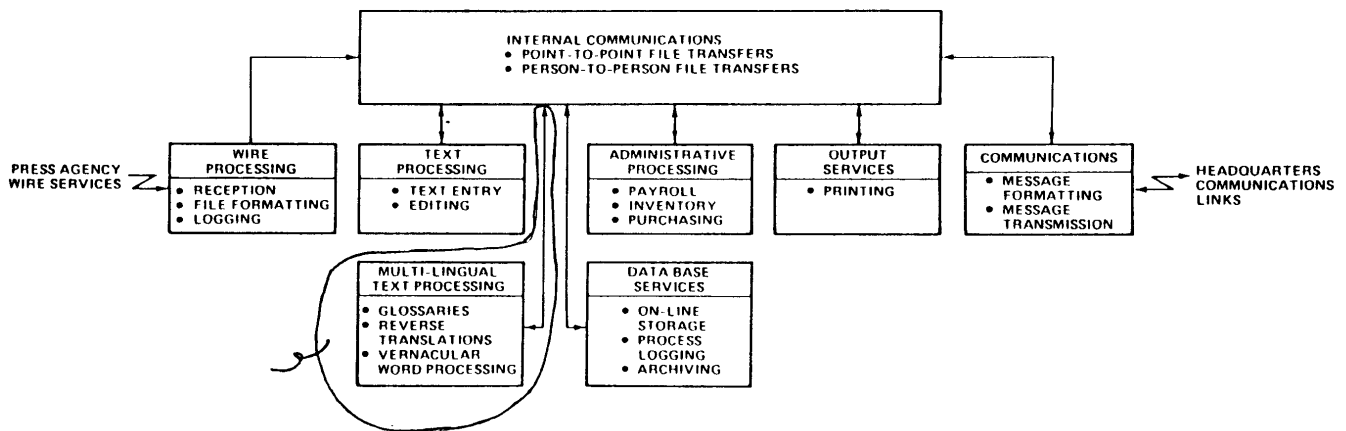 INTERNAL COMMUNICATIONS
• POINT-TO-POINT FILE TRANSFERS
• PERSON-TO-PERSON FILE TRANSFERS
PRESS AGENCY
WIRE SERVICES
WIRE
PROCESSING
• RECEPTION
• FILE FORMATTING
• LOGGING
TEXT
PROCESSING
• TEXT ENTRY
• EDITING
ADMINISTRATIVE
PROCESSING
• PAYROLL
• INVENTORY
• PURCHASING
OUTPUT
SERVICES
• PRINTING
COMMUNICATIONS
• MESSAGE
FORMATTING
• MESSAGE
TRANSMISSION
HEADQUARTERS
COMMUNICATIONS
LINKS
MULTI-LINGUAL
TEXT PROCESSING
• GLOSSARIES
• REVERSE
TRANSLATIONS
• VERNACULAR
WORD PROCESSING
DATA BASE
SERVICES
• ON-LINE
STORAGE
• PROCESS
LOGGING
• ARCHIVING